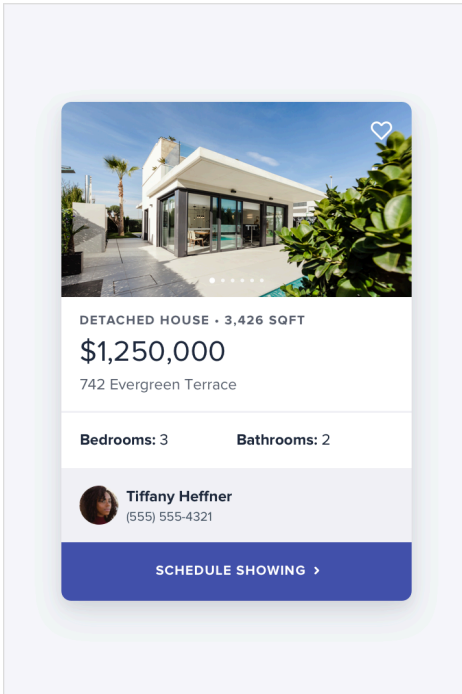 DETACHED HOUSE • 3,426 SQFT
$1,250,000
742 Evergreen Terrace
Bedrooms: 3 Bathrooms: 2
Tiffany Heffner
(555) 555-4321
SCHEDULE SHOWING ›